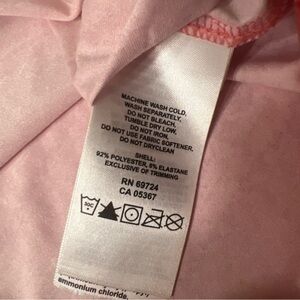 MACHINE WASH COLD.
WASH SEPARATELY.
DO NOT BLEACH.
TUMBLE DRY LOW.
DO NOT IRON.
DO NOT USE FABRIC SOFTENER.
DO NOT DRYCLEAN
SHELL:
92% POLYESTER, 8% ELASTANE
EXCLUSIVE OF TRIMMING
RN 69724
CA 05367
30C
ammonium chloride,